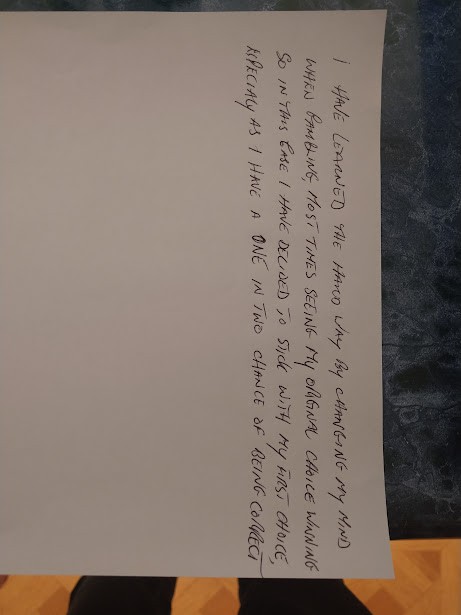 I HAVE LEARNED THE HARD WAY BY CHANGING MY MIND
WHEN GAMBLING, MOST TIMES SEEING MY ORIGINAL CHOICE WINNING
SO IN THIS CASE I HAVE DECIDED TO STICK WITH MY FIRST CHOICE,
ESPECIALLY AS I HAVE A ONE IN TWO CHANCE OF BEING CORRECT